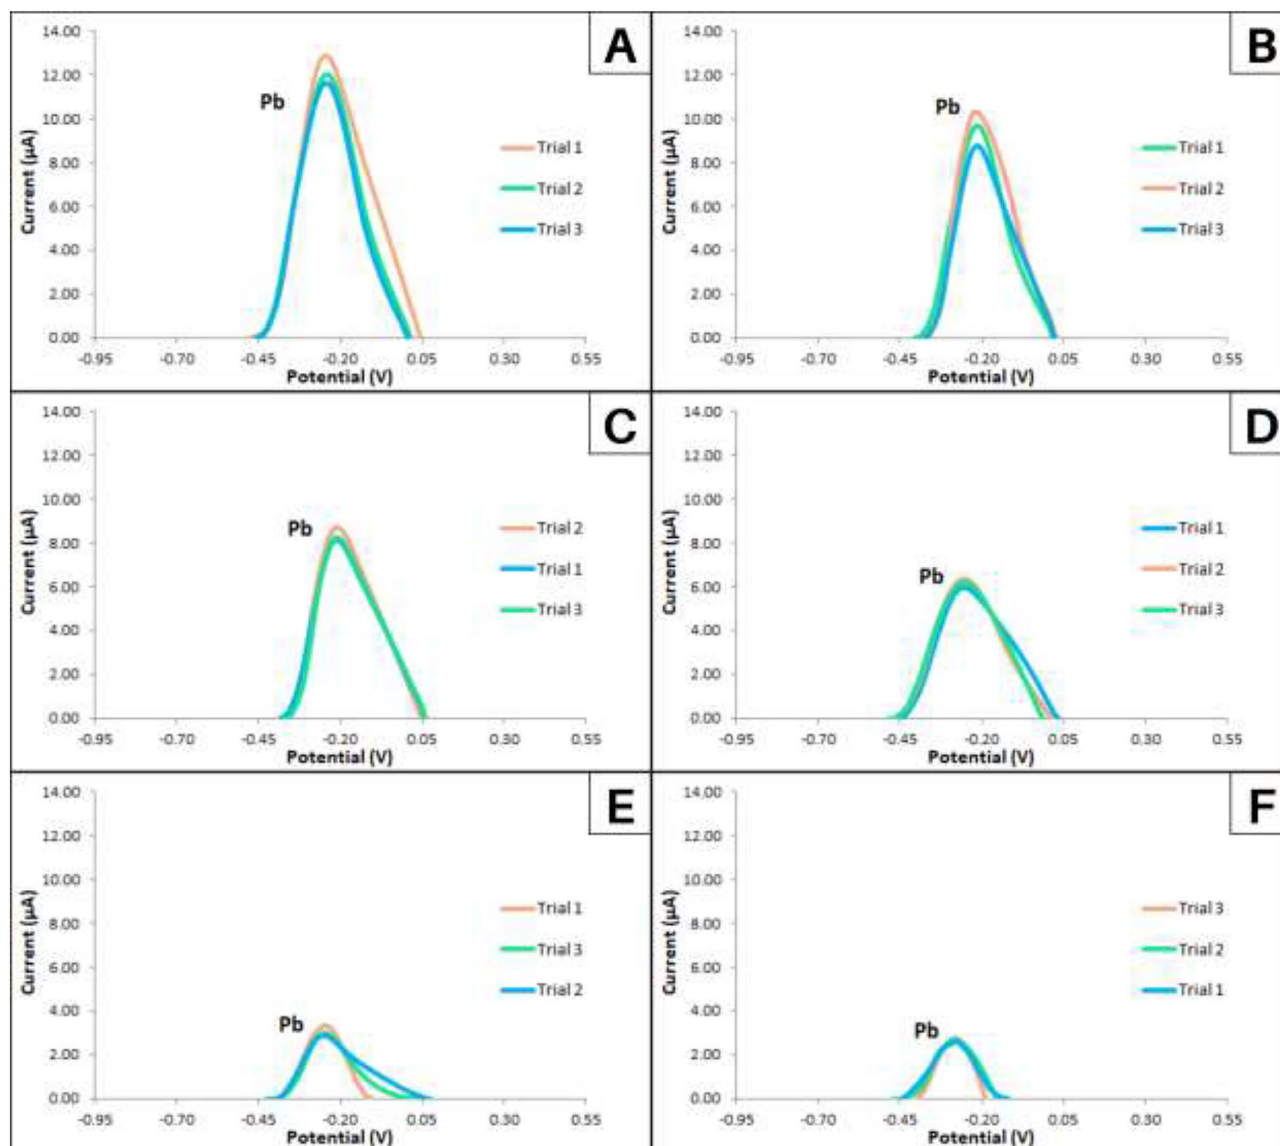 A
14.00
12.00
10.00
8.00
6.00
4.00
2.00
0.00
Current (µA)
Pb
Trial 1
Trial 2
Trial 3
-0.95 -0.70 -0.45 -0.20 0.05 0.30 0.55
Potential (V)
B
14.00
12.00
10.00
8.00
6.00
4.00
2.00
0.00
Current (µA)
Pb
Trial 1
Trial 2
Trial 3
-0.95 -0.70 -0.45 -0.20 0.05 0.30 0.55
Potential (V)
C
14.00
12.00
10.00
8.00
6.00
4.00
2.00
0.00
Current (µA)
Pb
Trial 2
Trial 1
Trial 3
-0.95 -0.70 -0.45 -0.20 0.05 0.30 0.55
Potential (V)
D
14.00
12.00
10.00
8.00
6.00
4.00
2.00
0.00
Current (µA)
Pb
Trial 1
Trial 2
Trial 3
-0.95 -0.70 -0.45 -0.20 0.05 0.30 0.55
Potential (V)
E
14.00
12.00
10.00
8.00
6.00
4.00
2.00
0.00
Current (µA)
Pb
Trial 1
Trial 3
Trial 2
-0.95 -0.70 -0.45 -0.20 0.05 0.30 0.55
Potential (V)
F
14.00
12.00
10.00
8.00
6.00
4.00
2.00
0.00
Current (µA)
Pb
Trial 3
Trial 2
Trial 1
-0.95 -0.70 -0.45 -0.20 0.05 0.30 0.55
Potential (V)